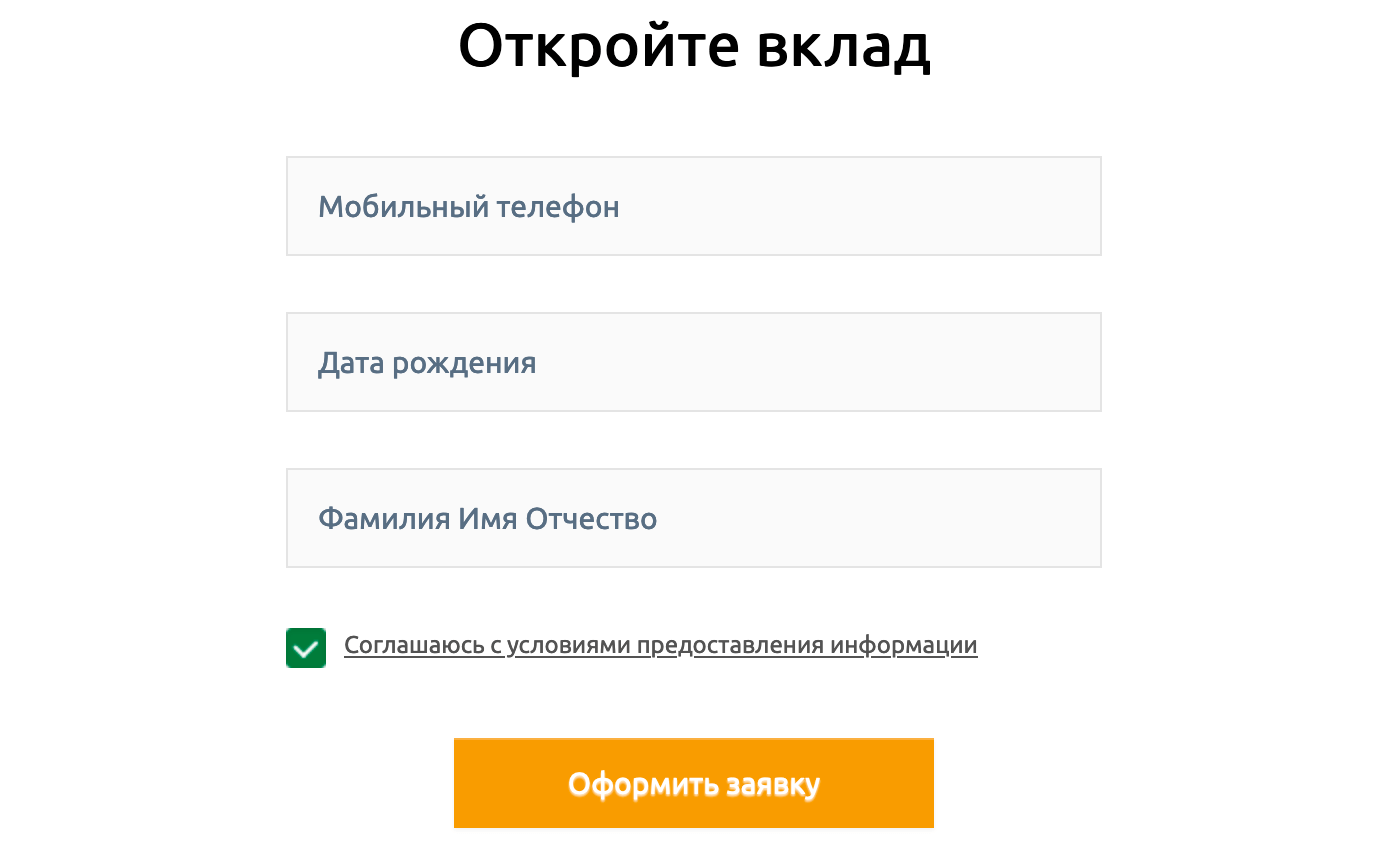 Откройте вклад
Мобильный телефон
Дата рождения
Фамилия Имя Отчество
Соглашаюсь с условиями предоставления информации
Оформить заявку